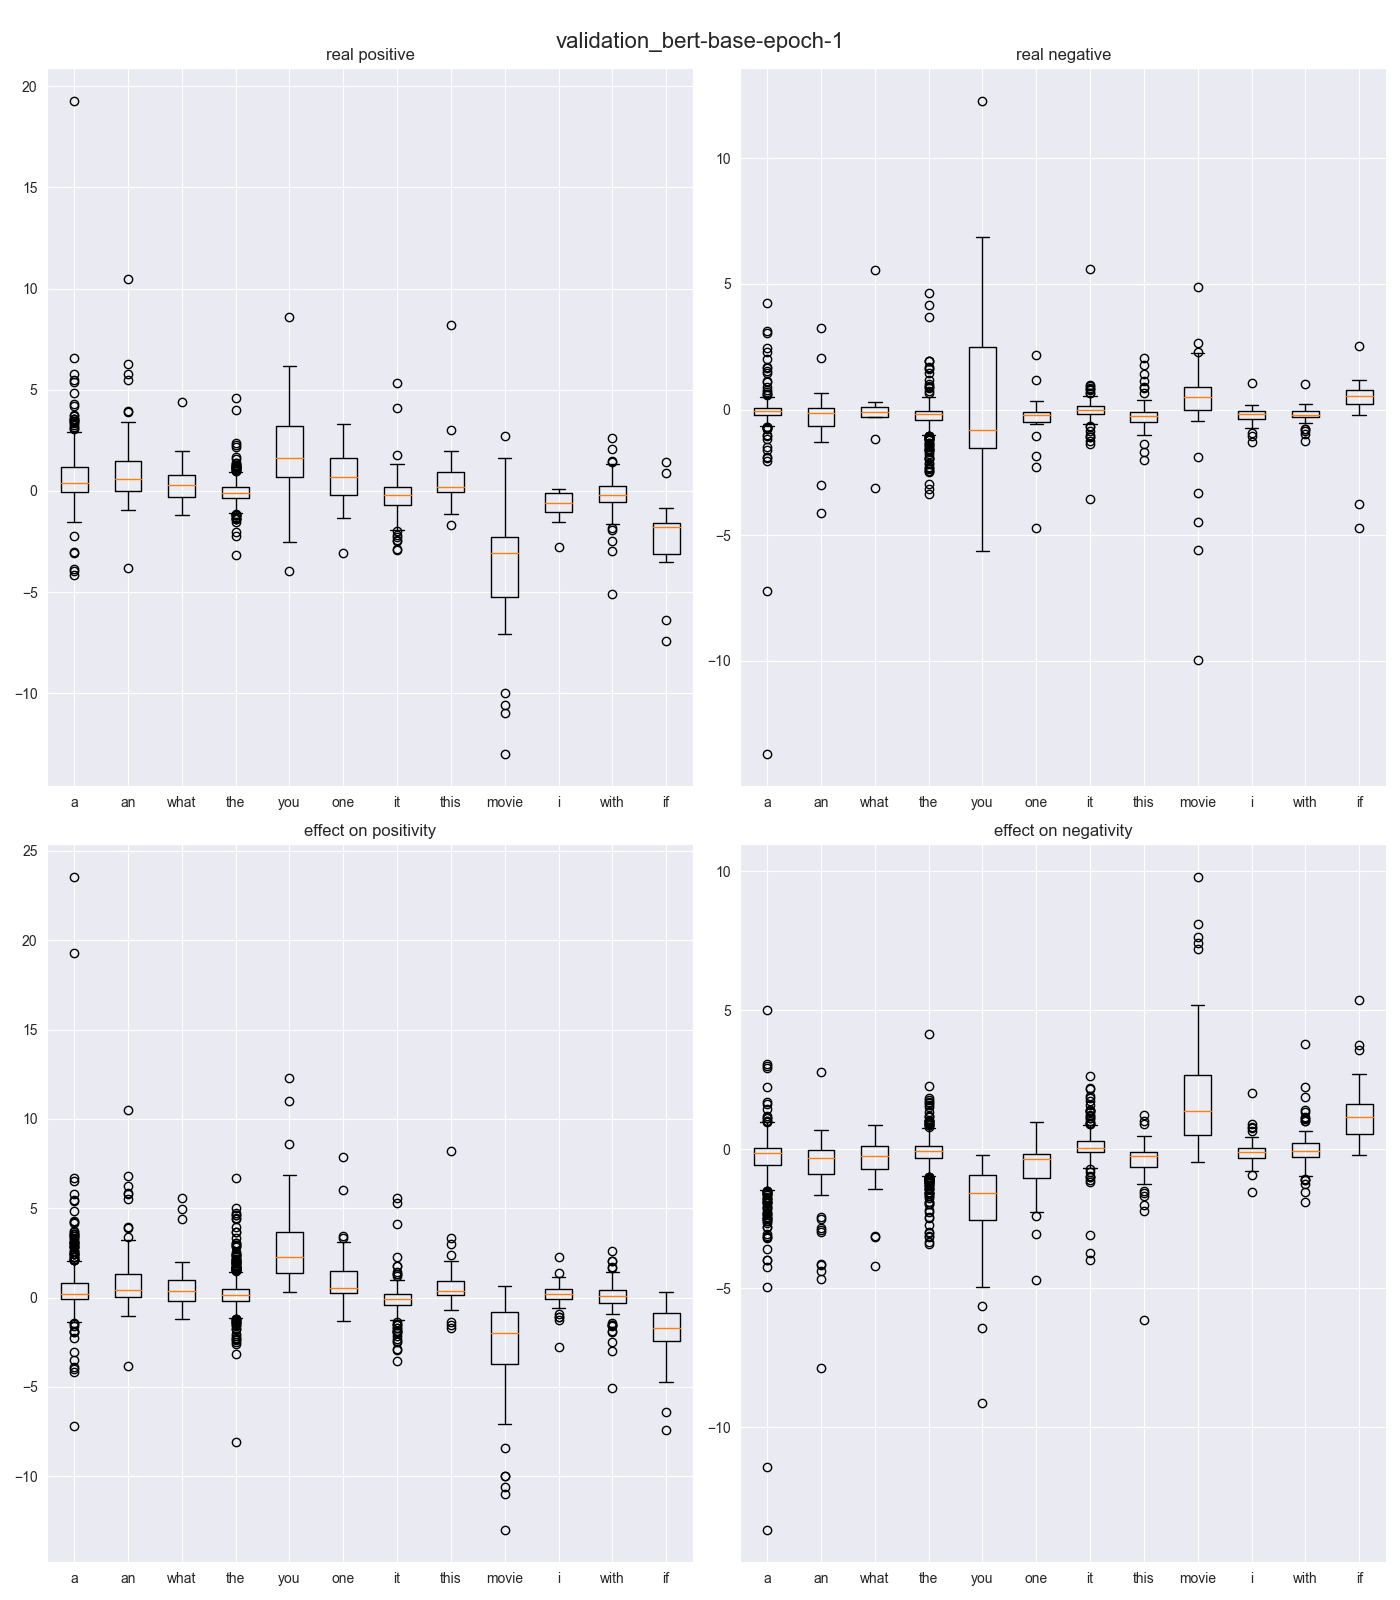 validation_bert-base-epoch-1
real positive
real negative
20
15
10
5
0
−5
−10
10
5
0
−5
−10
a an what the you one it this movie i with if
a an what the you one it this movie i with if
effect on positivity
effect on negativity
25
20
15
10
5
0
−5
−10
10
5
0
−5
−10
a an what the you one it this movie i with if
a an what the you one it this movie i with if